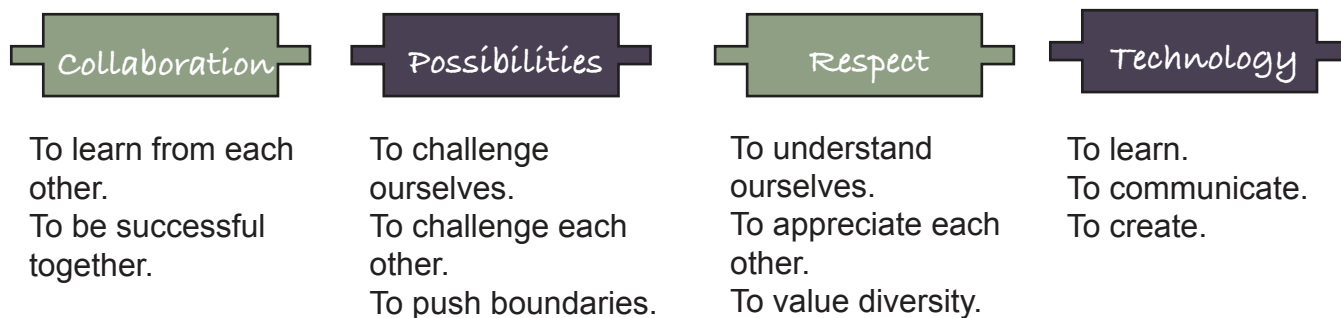 Collaboration
To learn from each
other.
To be successful
together.
Possibilities
To challenge
ourselves.
To challenge each
other.
To push boundaries.
Respect
To understand
ourselves.
To appreciate each
other.
To value diversity.
Technology
To learn.
To communicate.
To create.